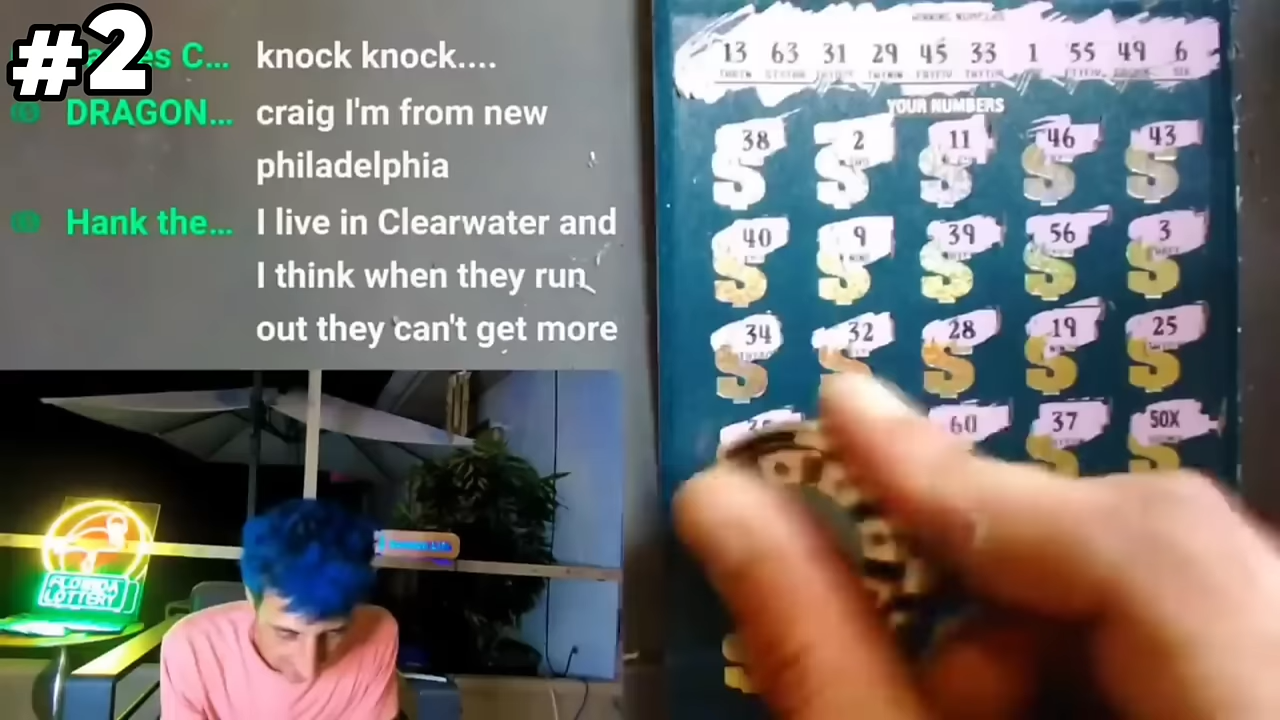 #2
es C... knock knock....
DRAGON... craig I'm from new
philadelphia
Hank the... I live in Clearwater and
I think when they run
out they can't get more
WINNING NUMBERS
13 63 31 29 45 33 1 55 49 6
YOUR NUMBERS
38 2 11 46 43
40 9 39 56 3
34 32 28 19 25
60 37 50X
FLORIDA
LOTTERY